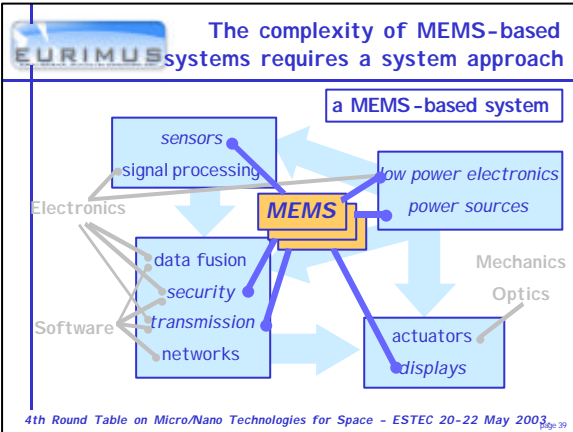 The complexity of MEMS-based
EURIMUS
systems requires a system approach
a MEMS-based system
sensors
signal processing
low power electronics
power sources
Electronics
MEMS
data fusion
security
transmission
networks
Software
Mechanics
Optics
actuators
displays
4th Round Table on Micro/Nano Technologies for Space - ESTEC 20-22 May 2003,
page 39